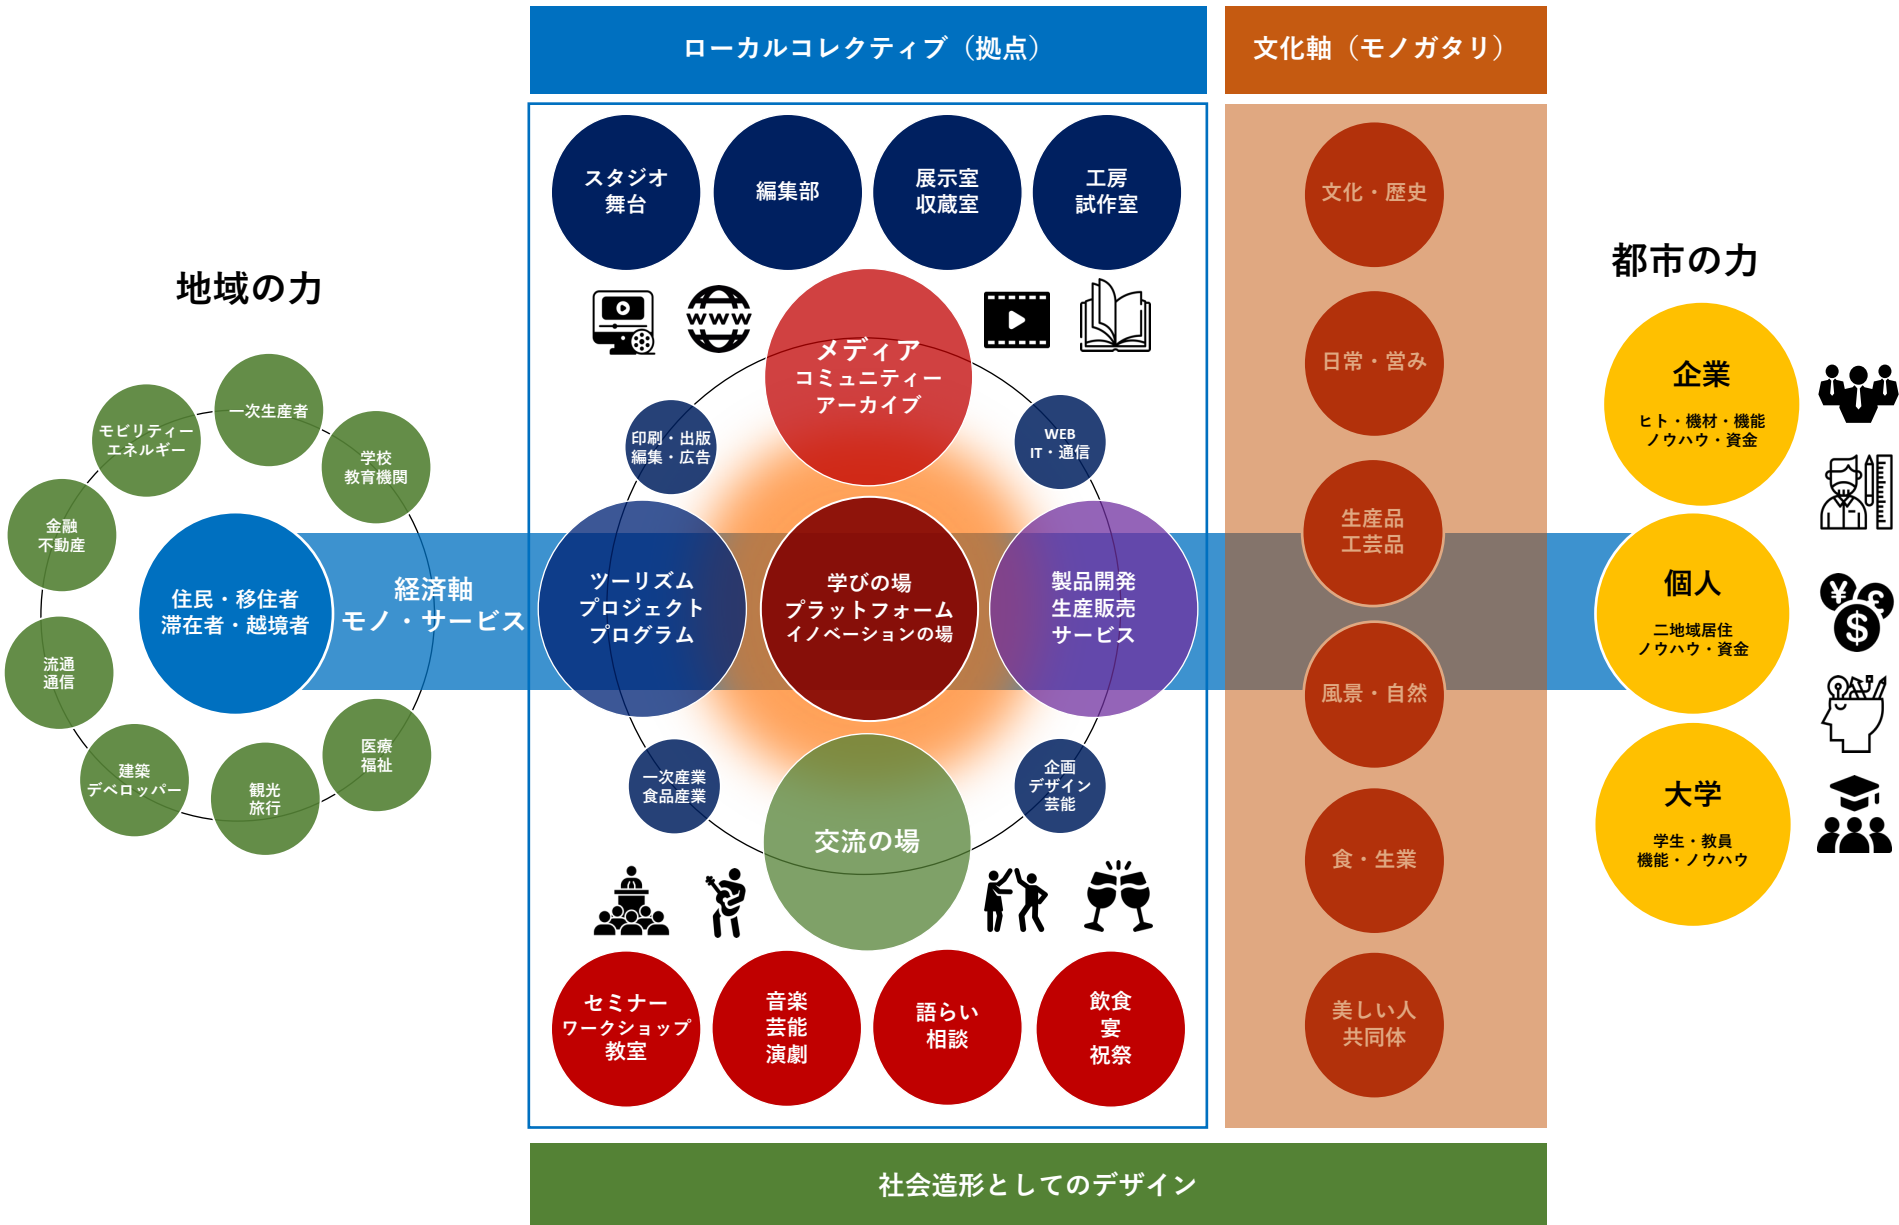 ローカルコレクティブ（拠点）
文化軸（モノガタリ）
地域の力
一次生産者
モビリティー
エネルギー
学校
教育機関
金融
不動産
住民・移住者
滞在者・越境者
流通
通信
建築
デベロッパー
観光
旅行
医療
福祉
経済軸
モノ・サービス
スタジオ
舞台
編集部
展示室
収蔵室
工房
試作室
WWW
メディア
コミュニティー
アーカイブ
印刷・出版
編集・広告
WEB
IT・通信
ツーリズム
プロジェクト
プログラム
学びの場
プラットフォーム
イノベーションの場
製品開発
生産販売
サービス
一次産業
食品産業
企画
デザイン
芸能
交流の場
セミナー
ワークショップ
教室
音楽
芸能
演劇
語らい
相談
飲食
宴
祝祭
文化・歴史
日常・営み
生産品
工芸品
風景・自然
食・生業
美しい人
共同体
都市の力
企業
ヒト・機材・機能
ノウハウ・資金
個人
二地域居住
ノウハウ・資金
大学
学生・教員
機能・ノウハウ
¥
£
$
社会造形としてのデザイン